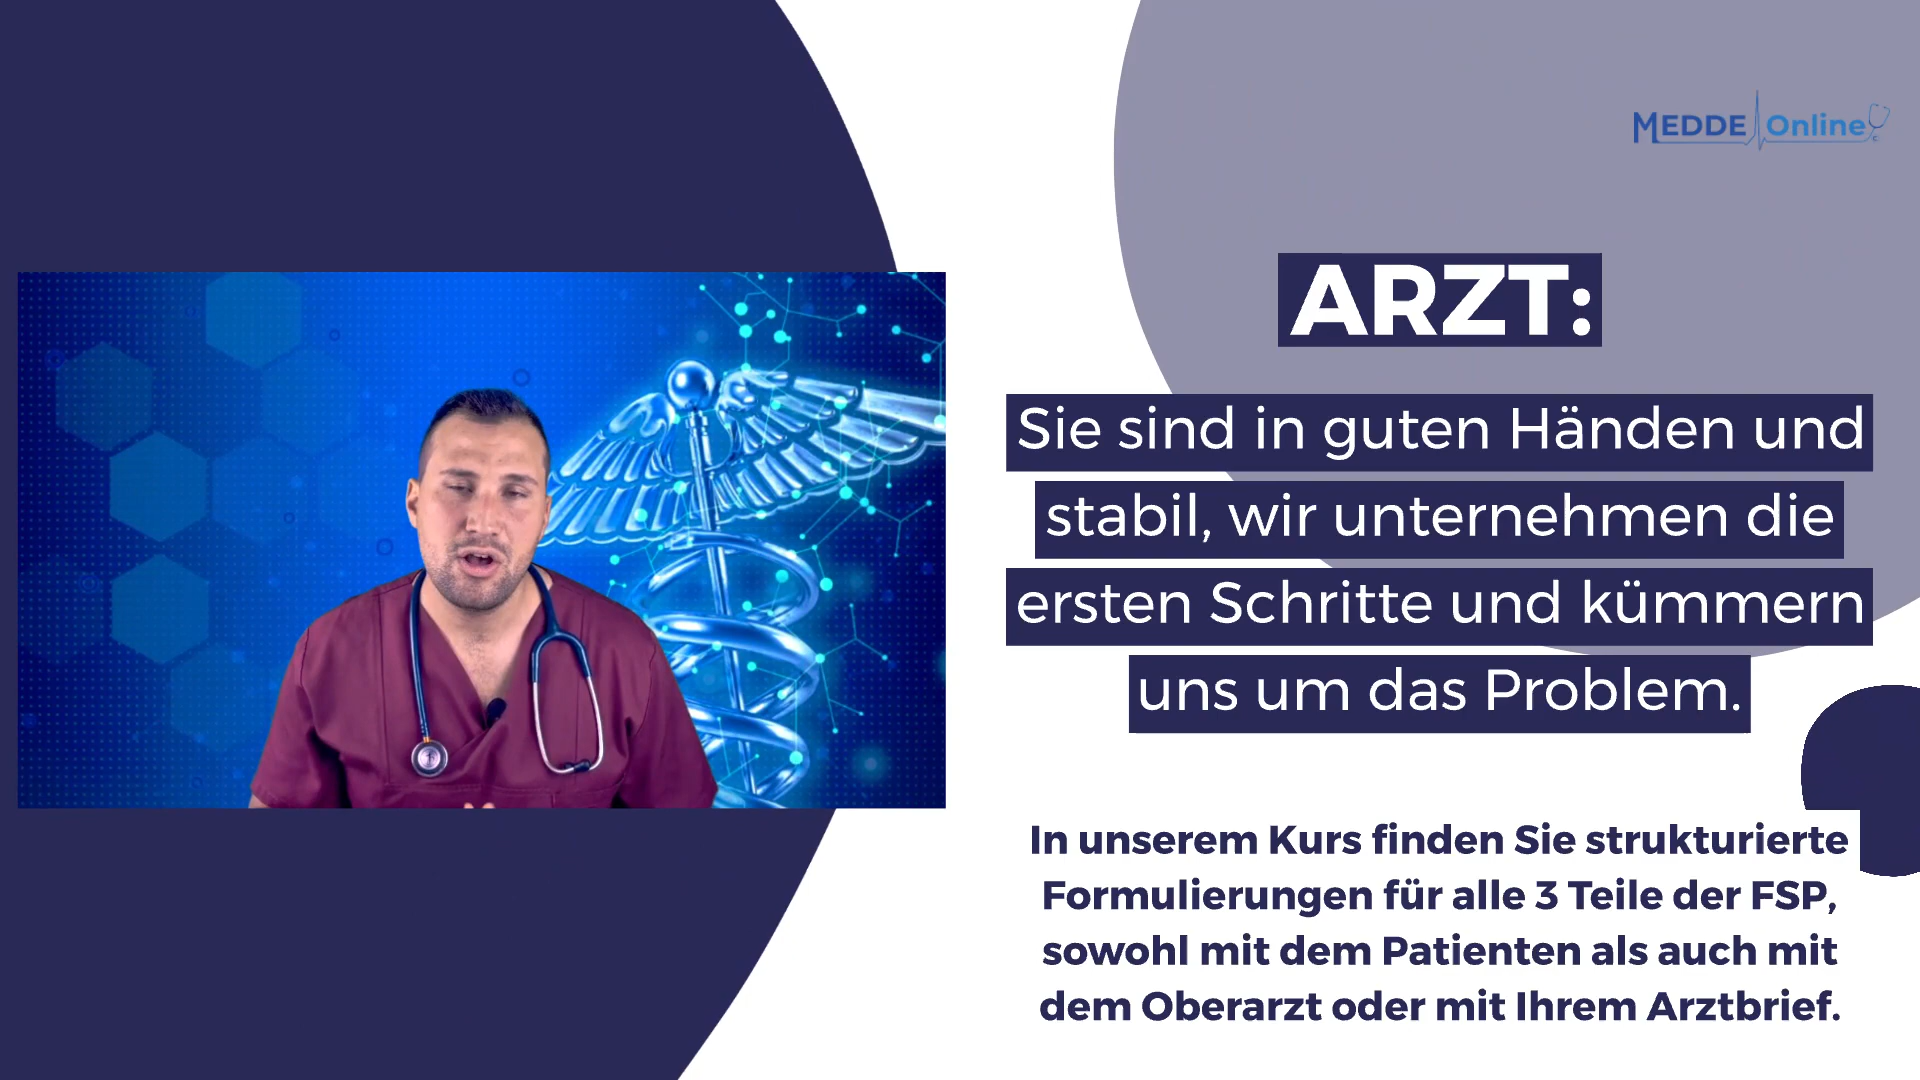 MEDDE Online
ARZT:
Sie sind in guten Händen und
stabil, wir unternehmen die
ersten Schritte und kümmern
uns um das Problem.
In unserem Kurs finden Sie strukturierte
Formulierungen für alle 3 Teile der FSP,
sowohl mit dem Patienten als auch mit
dem Oberarzt oder mit Ihrem Arztbrief.